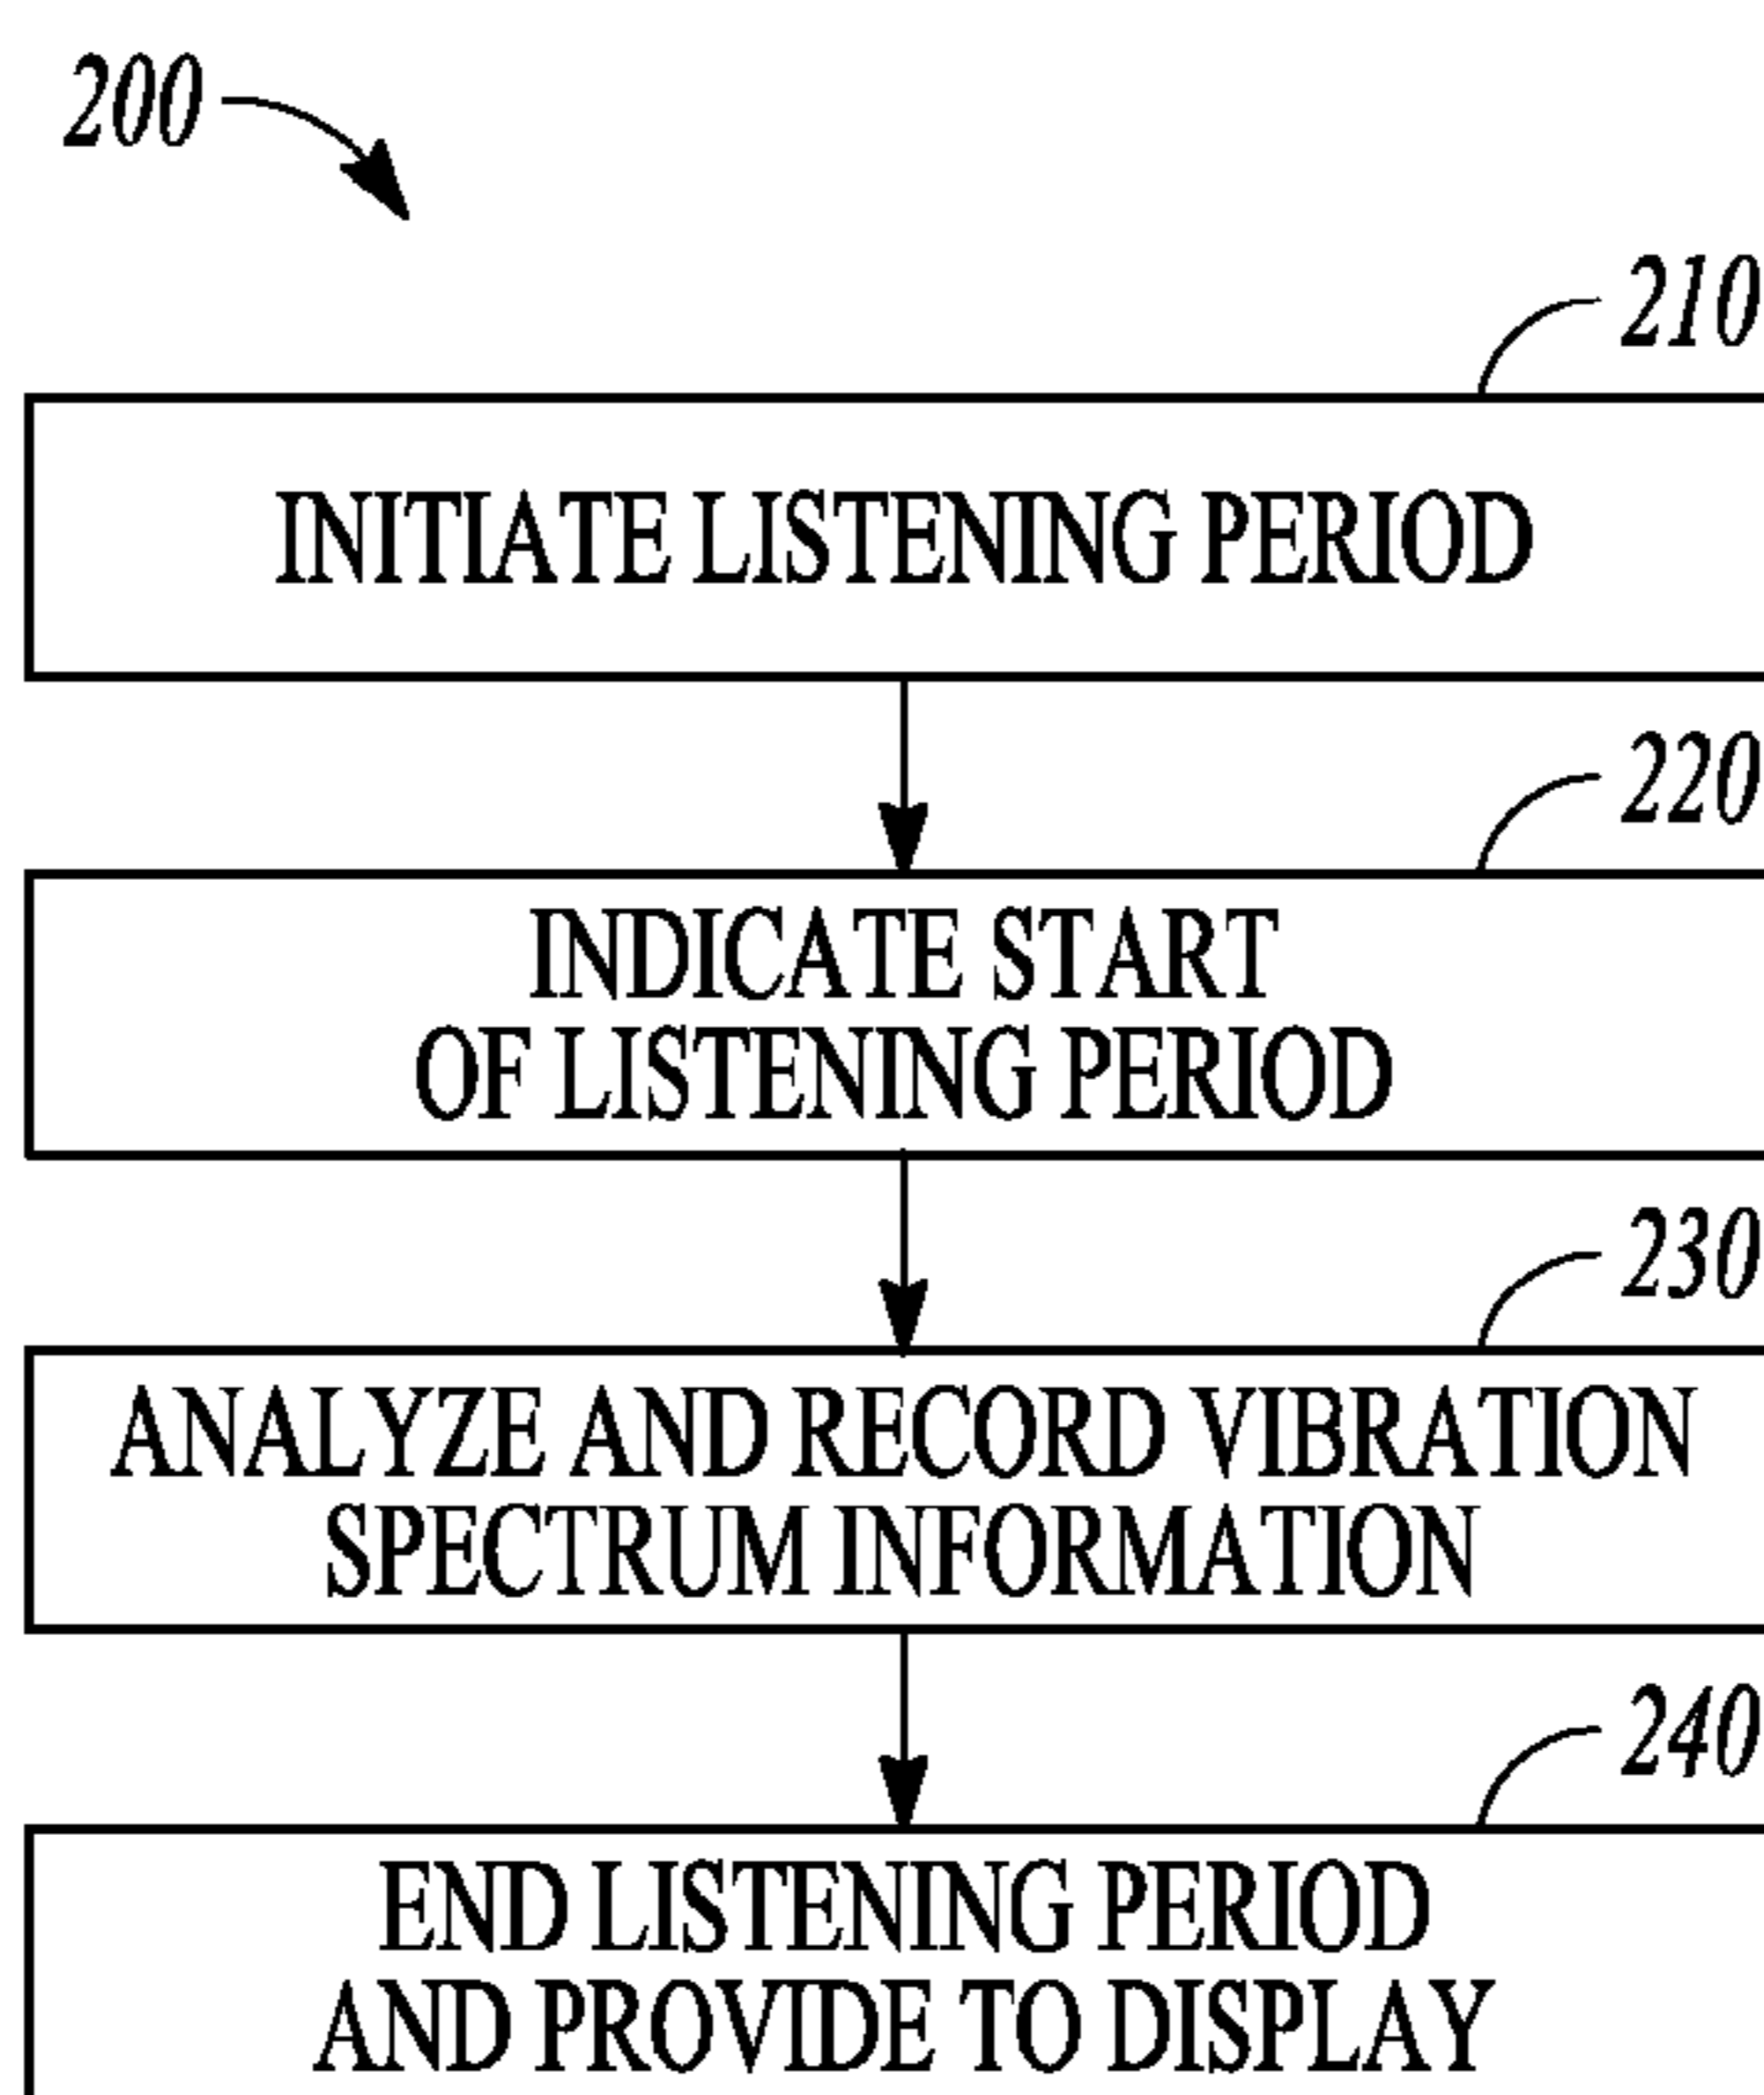 200
210
INITIATE LISTENING PERIOD
220
INDICATE START
OF LISTENING PERIOD
230
ANALYZE AND RECORD VIBRATION
SPECTRUM INFORMATION
240
END LISTENING PERIOD
AND PROVIDE TO DISPLAY